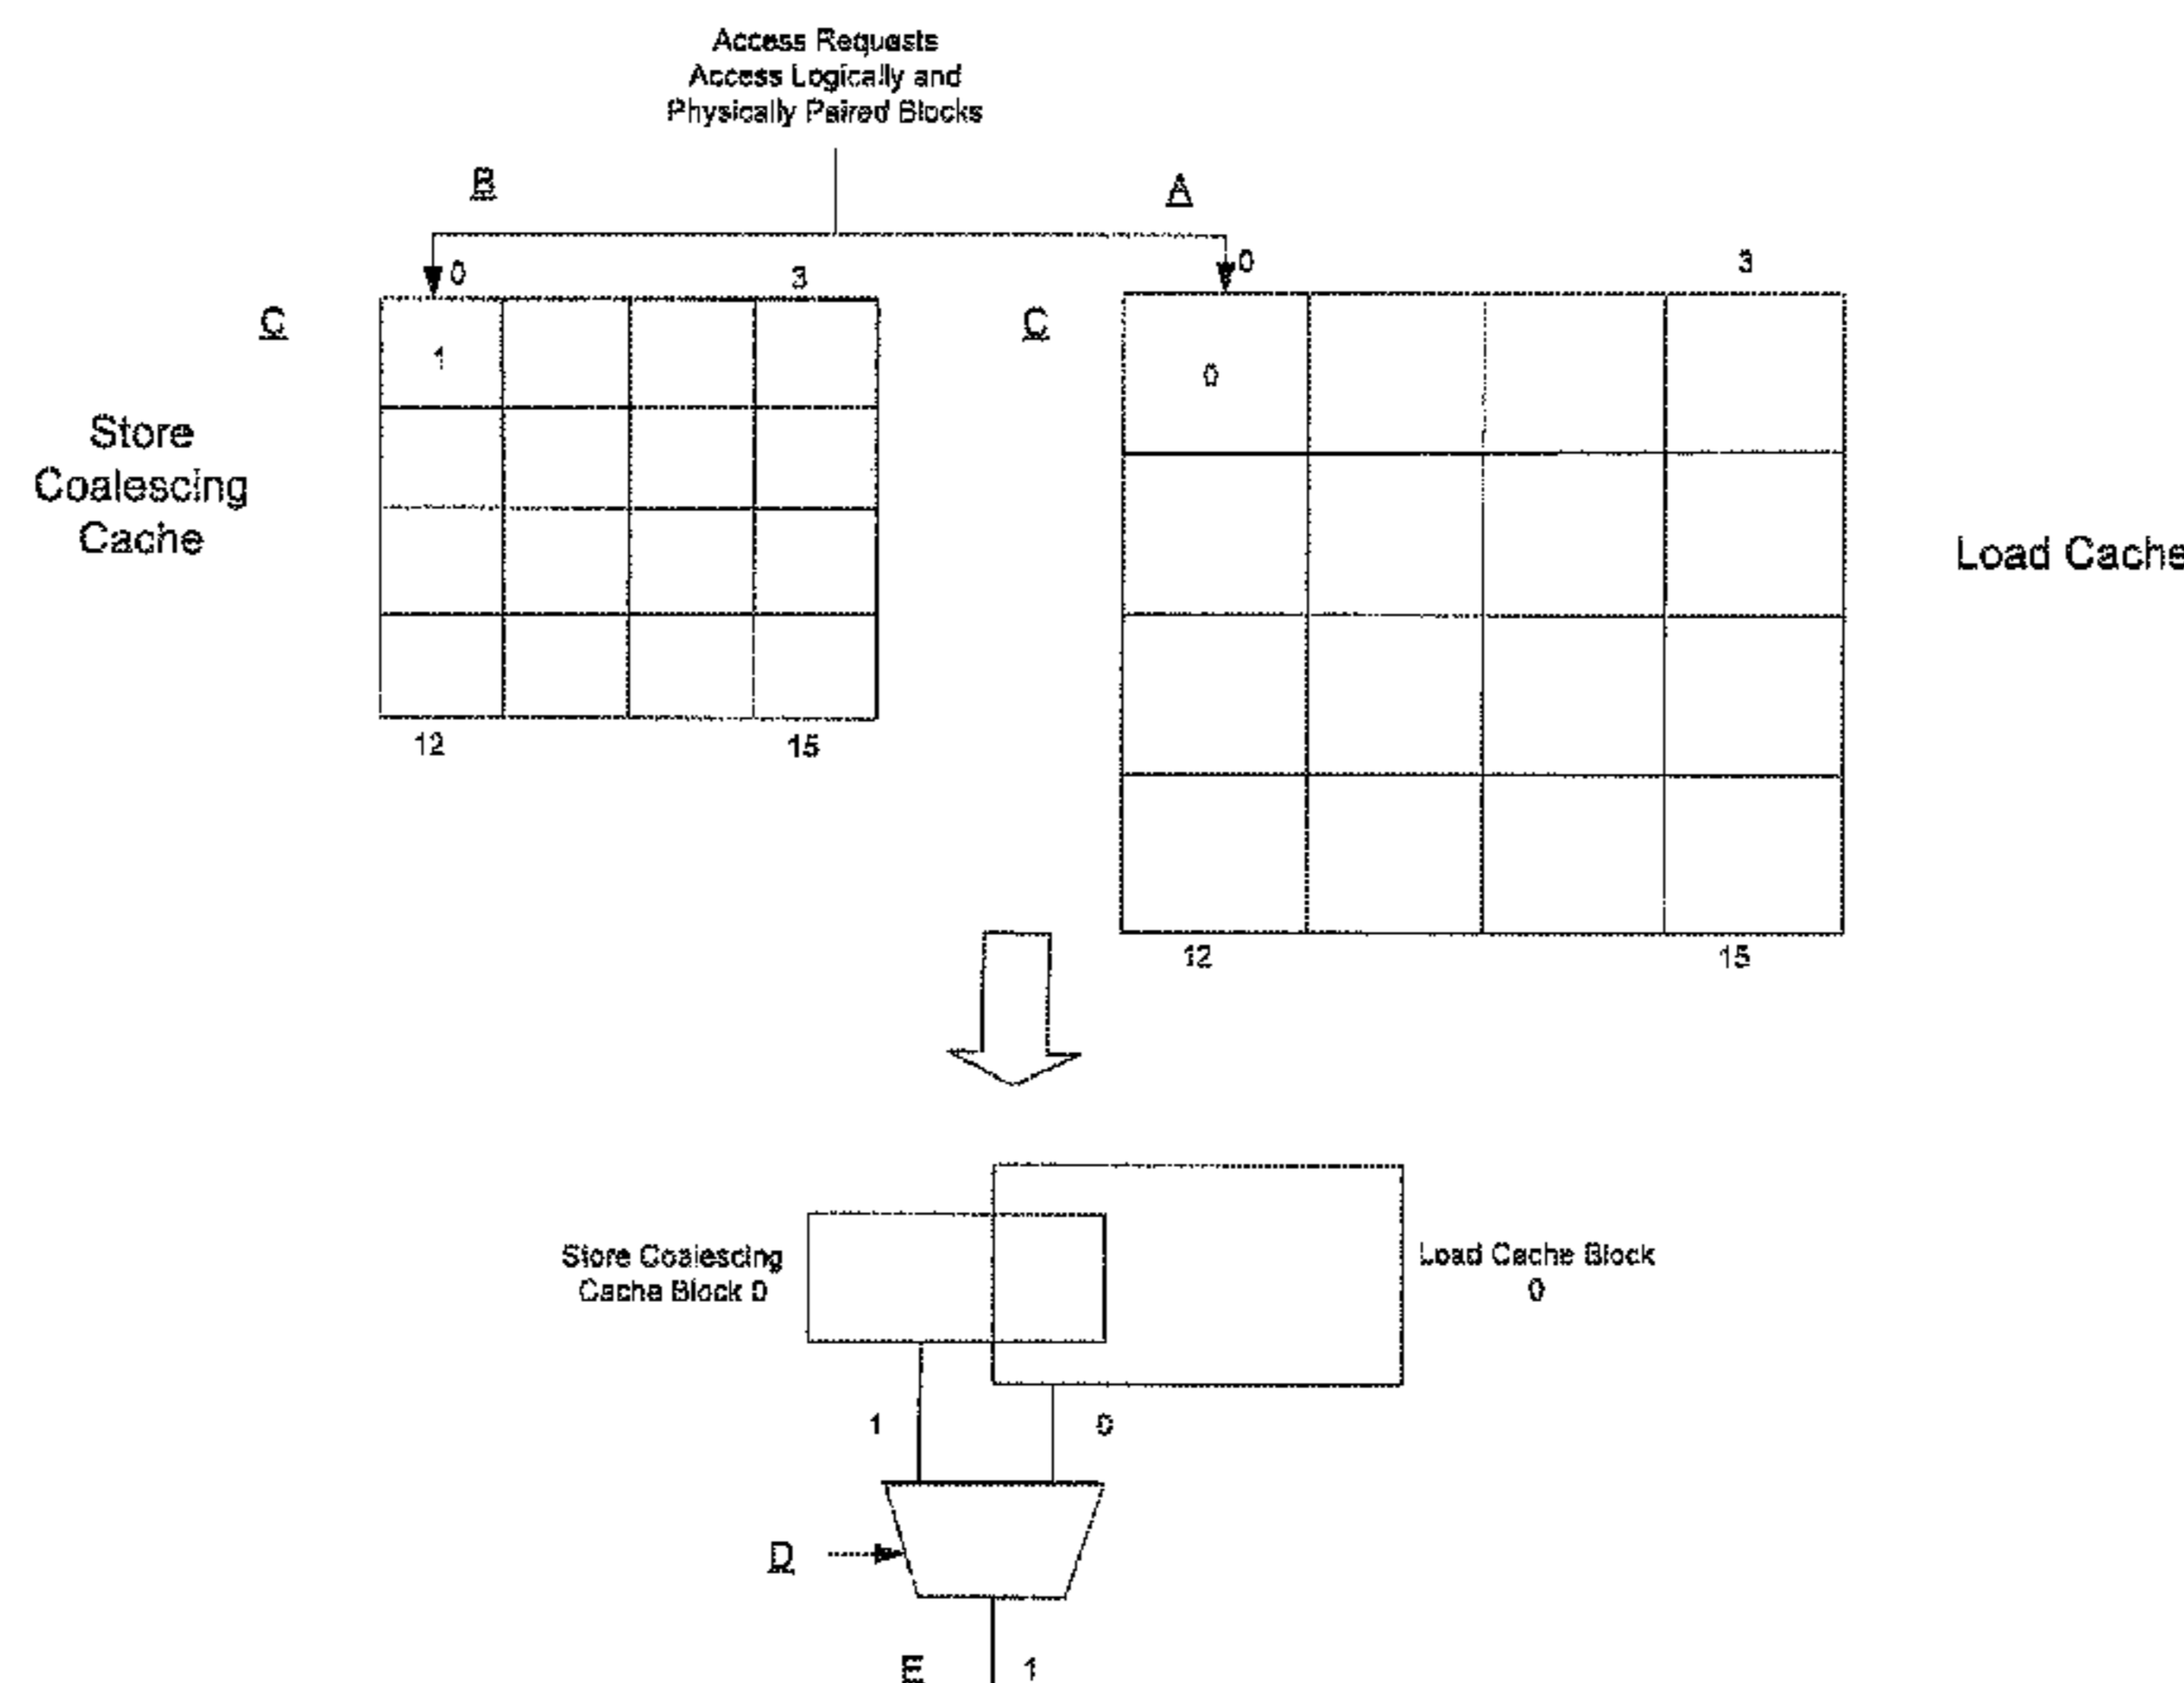 Access Requests
Access Logically and
Physically Paired Blocks
B
A
0
3
0
3
C
C
1
0
Store
Coalescing
Cache
Load Cache
12
15
12
15
Store Coalescing
Cache Block 0
Load Cache Block
0
1
0
D
E
1